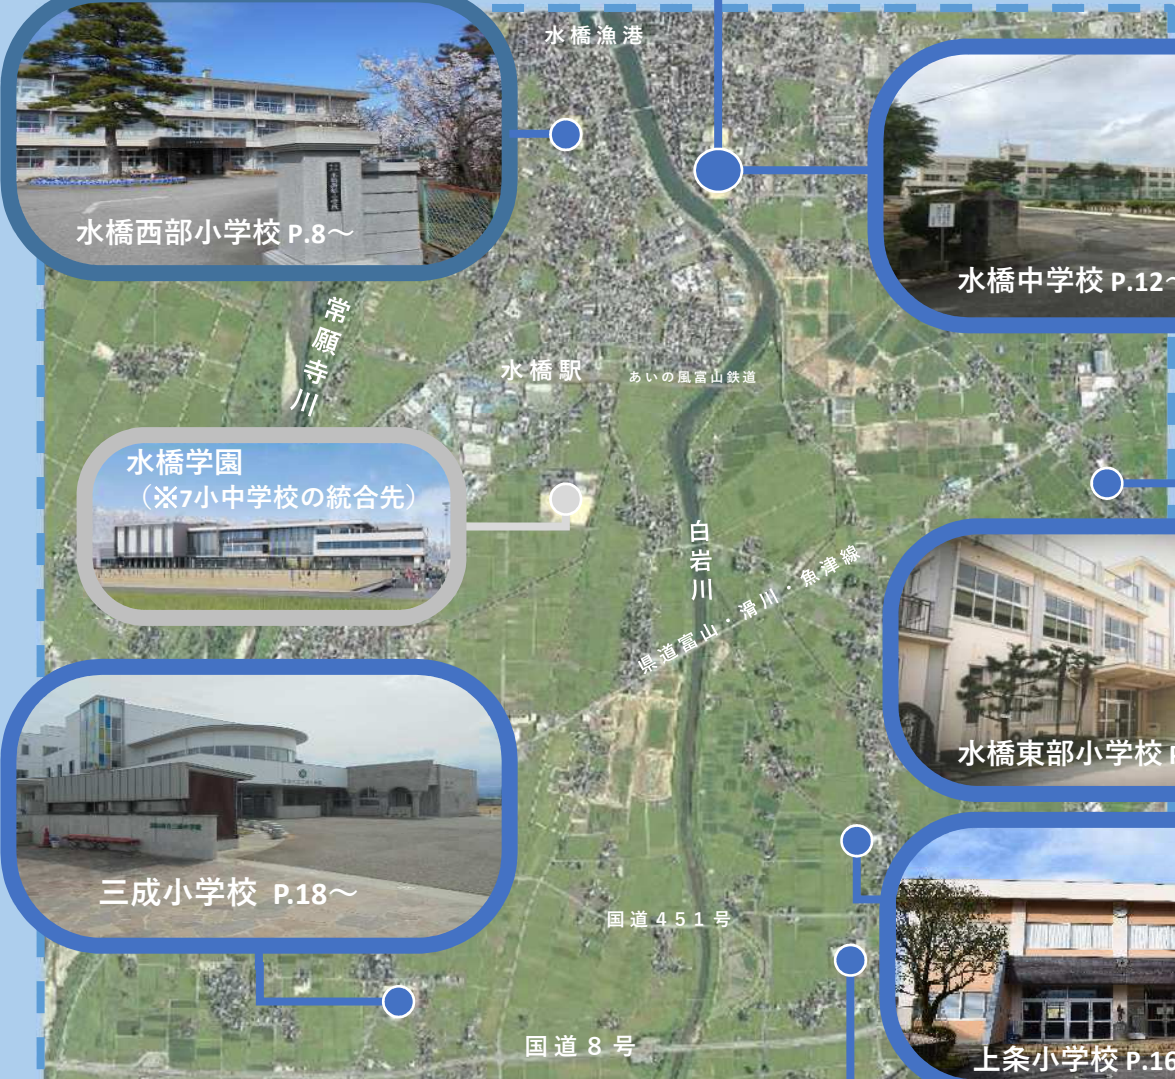 水橋漁港
水橋西部小学校 P.8～
水橋中学校 P.12～
常願寺川
水橋駅
あいの風富山鉄道
水橋学園
（※7小中学校の統合先）
白岩川
県道富山・滑川・魚津線
水橋東部小学校 P
三成小学校 P.18～
国道451号
国道8号
上条小学校 P.16